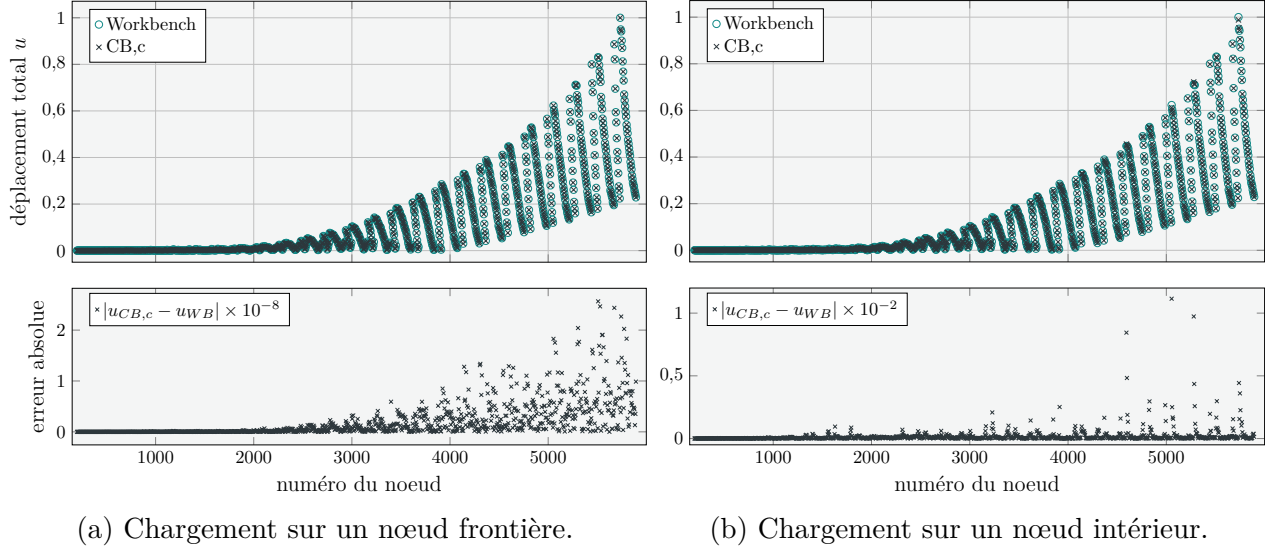 déplacement total u
1
0,8
0,6
0,4
0,2
0
Workbench
CB,c
erreur absolue
2
1
0
|u_{CB,c} − u_{WB}| × 10^{−8}
1000 2000 3000 4000 5000
numéro du noeud
(a) Chargement sur un nœud frontière.
1
0,8
0,6
0,4
0,2
0
Workbench
CB,c
1
0,5
0
|u_{CB,c} − u_{WB}| × 10^{−2}
1000 2000 3000 4000 5000
numéro du noeud
(b) Chargement sur un nœud intérieur.